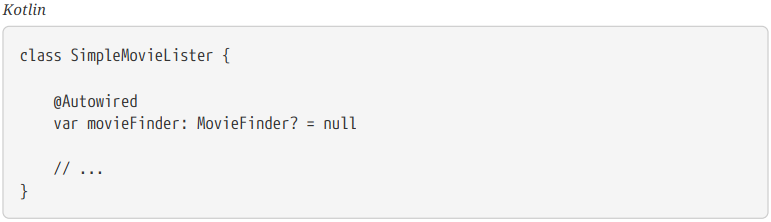 Kotlin
class SimpleMovieLister {
@Autowired
var movieFinder: MovieFinder? = null
// ...
}